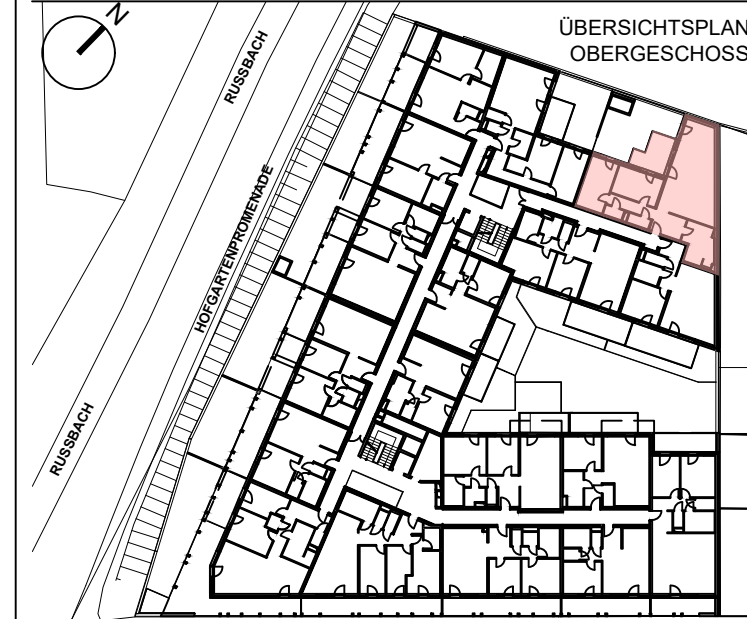 N
ÜBERSICHTSPLAN
OBERGESCHOSS
RUSSBACH
HOFGARTENPROMENADE
RUSSBACH